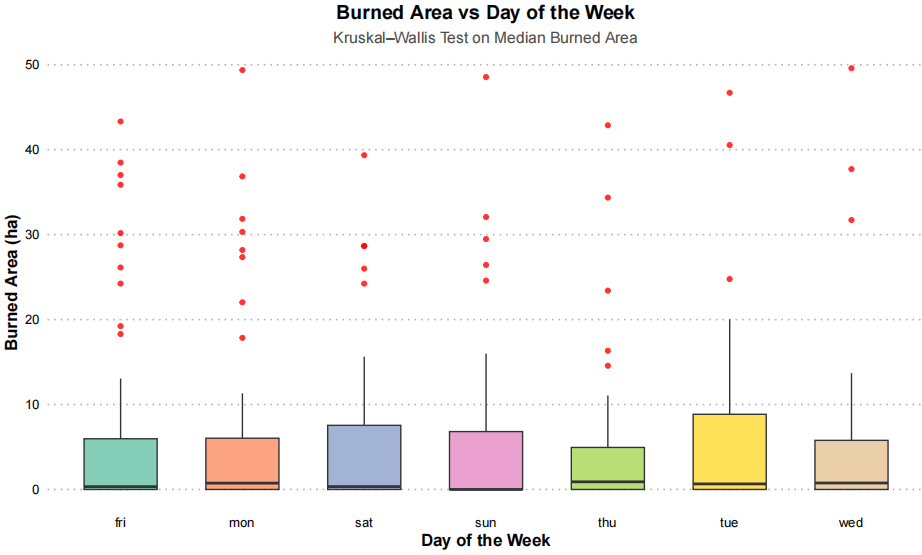 Burned Area vs Day of the Week
Kruskal–Wallis Test on Median Burned Area
50
40
30
20
10
0
Burned Area (ha)
fri mon sat sun thu tue wed
Day of the Week